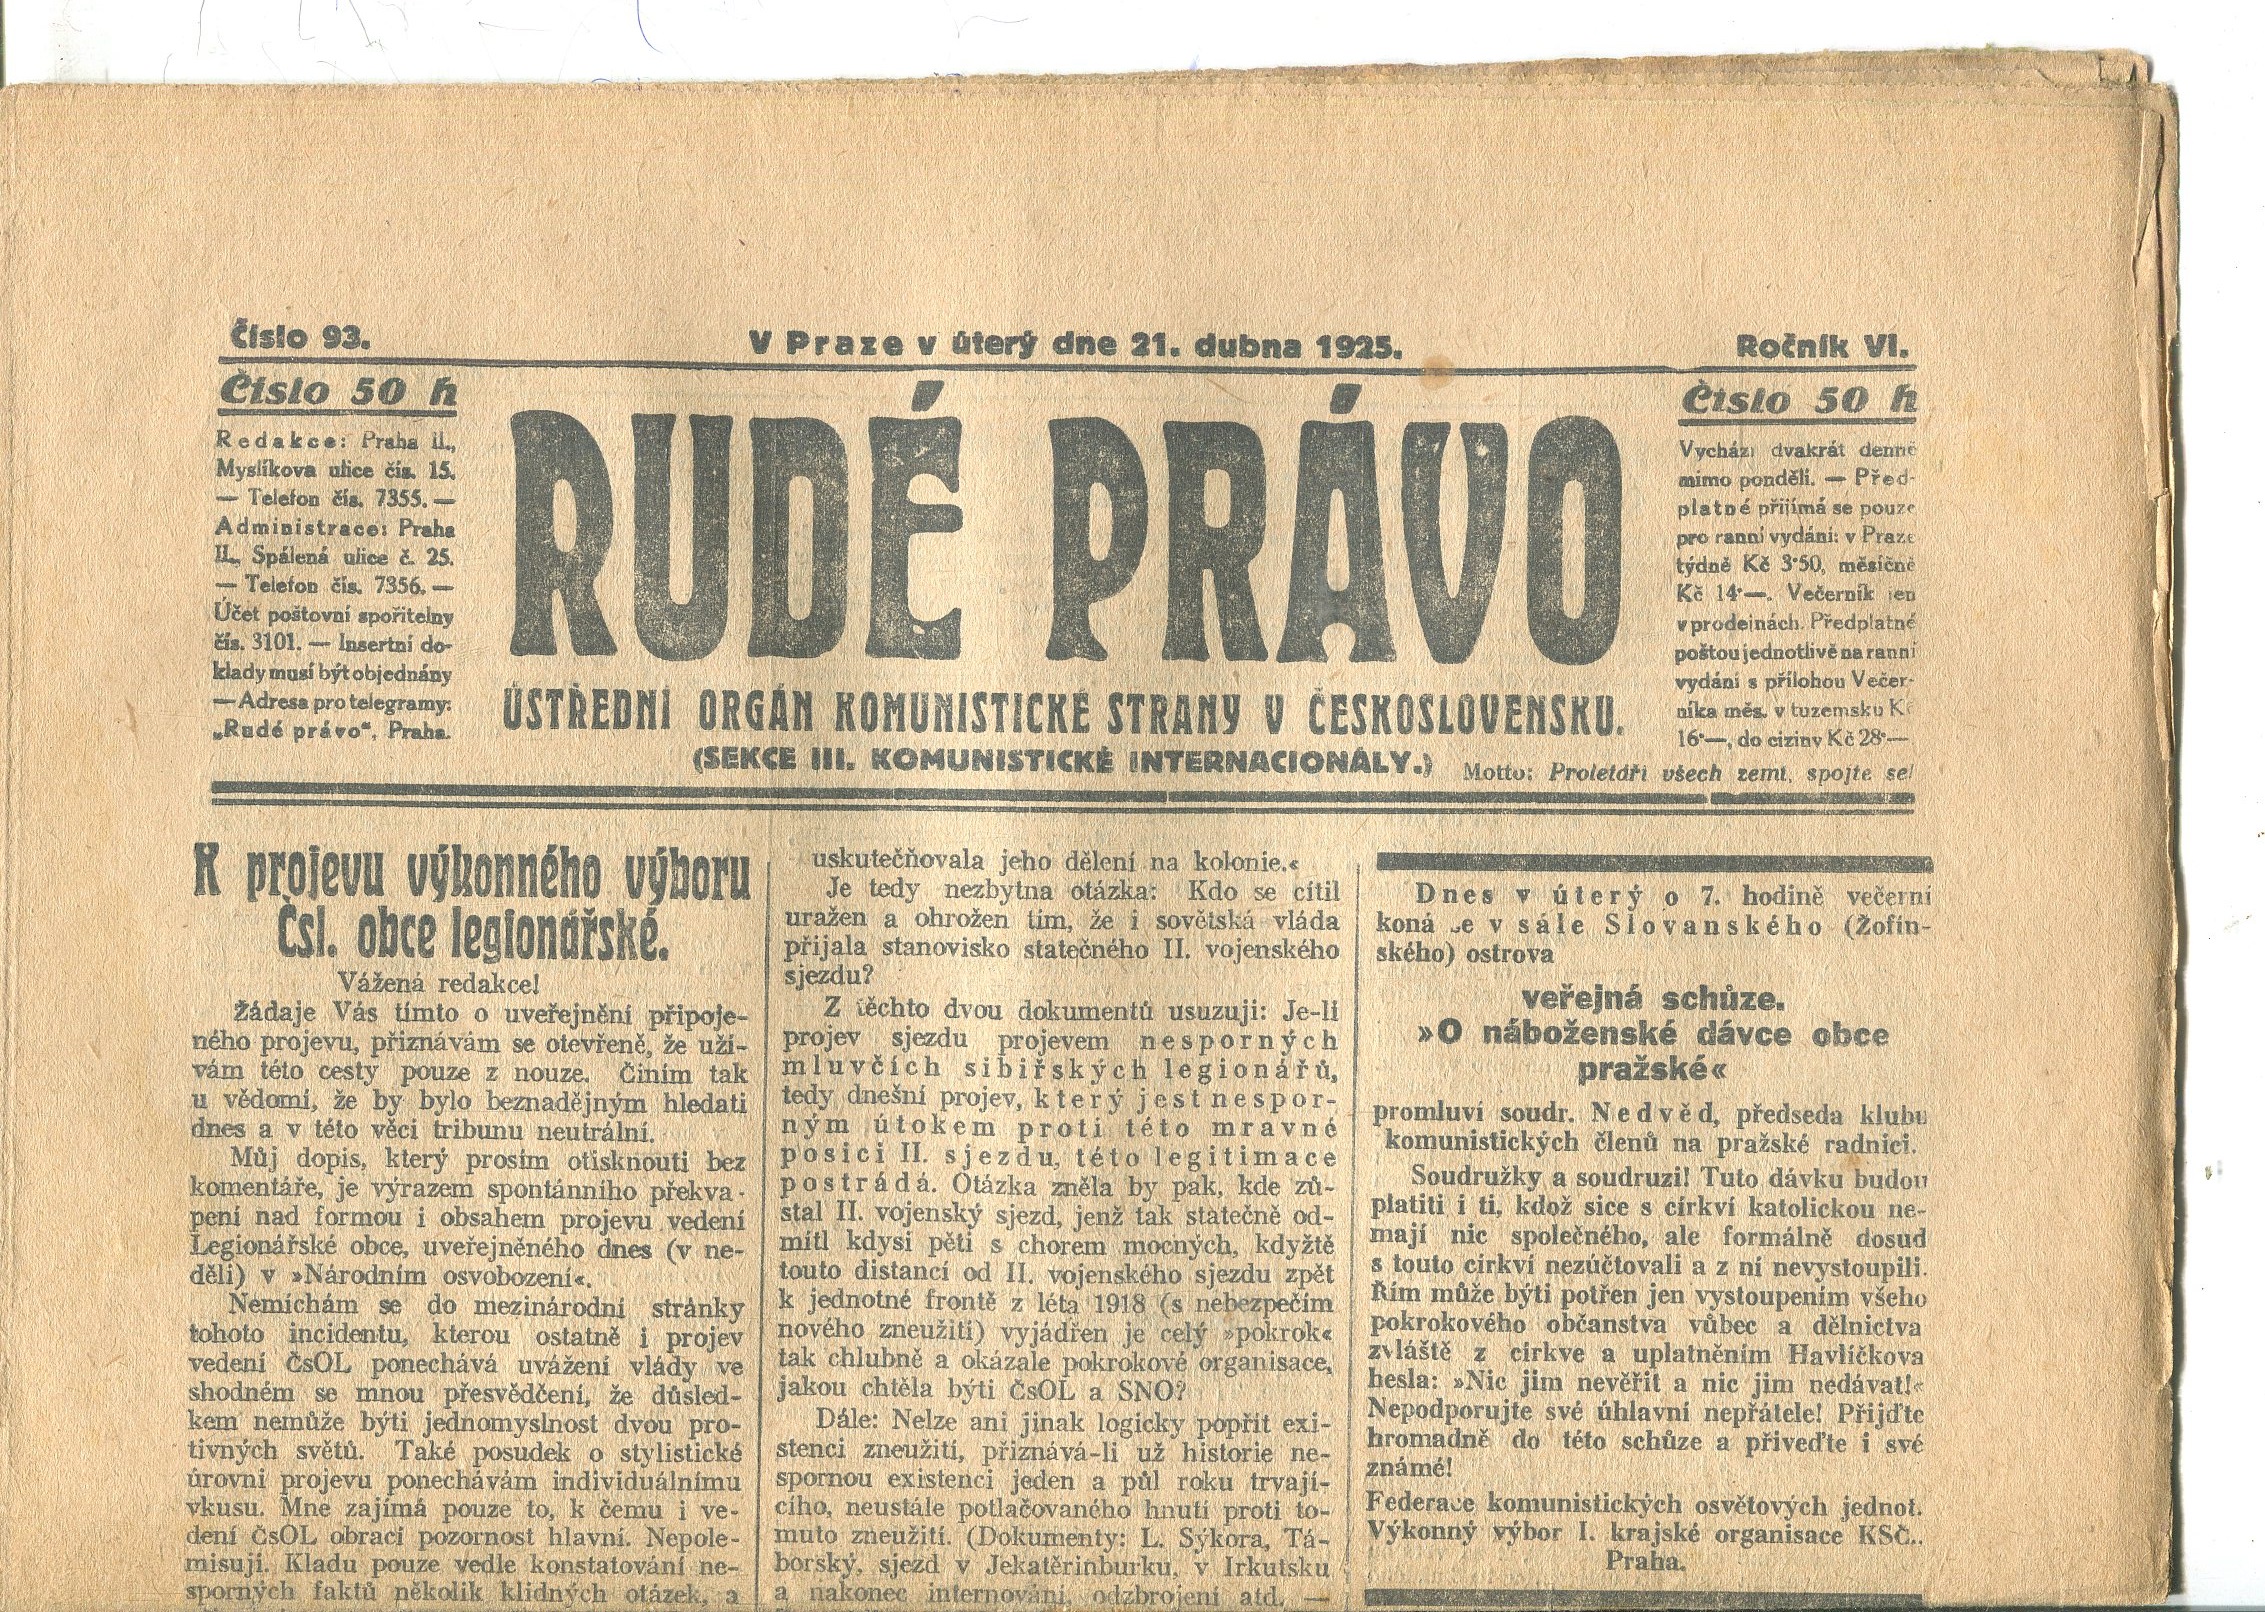 Číslo 93.
V Praze v úterý dne 21. dubna 1925.
Ročník VI.
Číslo 50 h
Redakce: Praha II.,
Myslíkova ulice čís. 15.
— Telefon čís. 7355. —
Administrace: Praha
II., Spálená ulice č. 25.
— Telefon čís. 7356. —
Účet poštovní spořitelny
čís. 3101. — Insertní do-
klady musí být objednány
— Adresa pro telegramy:
„Rudé právo“, Praha.
RUDÉ PRÁVO
ÚSTŘEDNÍ ORGÁN KOMUNISTICKÉ STRANY V ČESKOSLOVENSKU.
(SEKCE III. KOMUNISTICKÉ INTERNACIONÁLY.)
Číslo 50 h
Vychází dvakrát denně
mimo pondělí. — Před-
platné přijímá se pouze
pro ranní vydání: v Praze
týdně Kč 3·50, měsíčně
Kč 14·—. Večerník jen
v prodejnách. Předplatné
poštou jednotlivě na ranní
vydání s přílohou Večer-
níka měs. v tuzemsku Kč
16·—, do ciziny Kč 28·—
Motto: Proletáři všech zemí, spojte se!
K projevu výkonného výboru
Čsl. obce legionářské.
Vážená redakce!
Žádaje Vás tímto o uveřejnění připoje-
ného projevu, přiznávám se otevřeně, že uží-
vám této cesty pouze z nouze. Činím tak
u vědomí, že by bylo beznadějným hledati
dnes a v této věci tribunu neutrální.
Můj dopis, který prosím otisknouti bez
komentáře, je výrazem spontánního překva-
pení nad formou i obsahem projevu vedení
Legionářské obce, uveřejněného dnes (v ne-
děli) v »Národním osvobození«.
Nemíchám se do mezinárodní stránky
tohoto incidentu, kterou ostatně i projev
vedení ČsOL ponechává uvážení vlády ve
shodném se mnou přesvědčení, že důsled-
kem nemůže býti jednomyslnost dvou pro-
tivných světů. Také posudek o stylistické
úrovni projevu ponechávám individuálnímu
vkusu. Mne zajímá pouze to, k čemu i ve-
dení ČsOL obrací pozornost hlavní. Nepole-
misuji. Kladu pouze vedle konstatování ne-
sporných faktů několik klidných otázek, a
uskutečňovala jeho dělení na kolonie.«
Je tedy nezbytna otázka: Kdo se cítil
uražen a ohrožen tím, že i sovětská vláda
přijala stanovisko statečného II. vojenského
sjezdu?
Z těchto dvou dokumentů usuzuji: Je-li
projev sjezdu projevem nesporných
mluvčích sibiřských legionářů,
tedy dnešní projev, který jest nespor-
ným útokem proti této mravné
posici II. sjezdu, této legitimace
postrádá. Otázka zněla by pak, kde zů-
stal II. vojenský sjezd, jenž tak statečně od-
mítl kdysi pěti s chorem mocných, kdyžtě
touto distancí od II. vojenského sjezdu zpět
k jednotné frontě z léta 1918 (s nebezpečím
nového zneužití) vyjádřen je celý »pokrok«
tak chlubně a okázale pokrokové organisace,
jakou chtěla býti ČsOL a SNO?
Dále: Nelze ani jinak logicky popřít exi-
stenci zneužití, přiznává-li už historie ne-
spornou existenci jeden a půl roku trvají-
cího, neustále potlačovaného hnutí proti to-
muto zneužití. (Dokumenty: L. Sýkora, Tá-
borský, sjezd v Jekatěrinburku, v Irkutsku
a nakonec internování, odzbrojení atd. —
Dnes v úterý o 7. hodině večerní
koná se v sále Slovanského (Žofín-
ského) ostrova
veřejná schůze.
»O náboženské dávce obce
pražské«
promluví soudr. Nedvěd, předseda klubu
komunistických členů na pražské radnici.
Soudružky a soudruzi! Tuto dávku budou
platiti i ti, kdož sice s církví katolickou ne-
mají nic společného, ale formálně dosud
s touto církví nezúčtovali a z ní nevystoupili.
Řím může býti potřen jen vystoupením všeho
pokrokového občanstva vůbec a dělnictva
zvláště z církve a uplatněním Havlíčkova
hesla: »Nic jim nevěřit a nic jim nedávat!«
Nepodporujte své úhlavní nepřátele! Přijďte
hromadně do této schůze a přiveďte i své
známé!
Federace komunistických osvětových jednot.
Výkonný výbor I. krajské organisace KSČ.,
Praha.